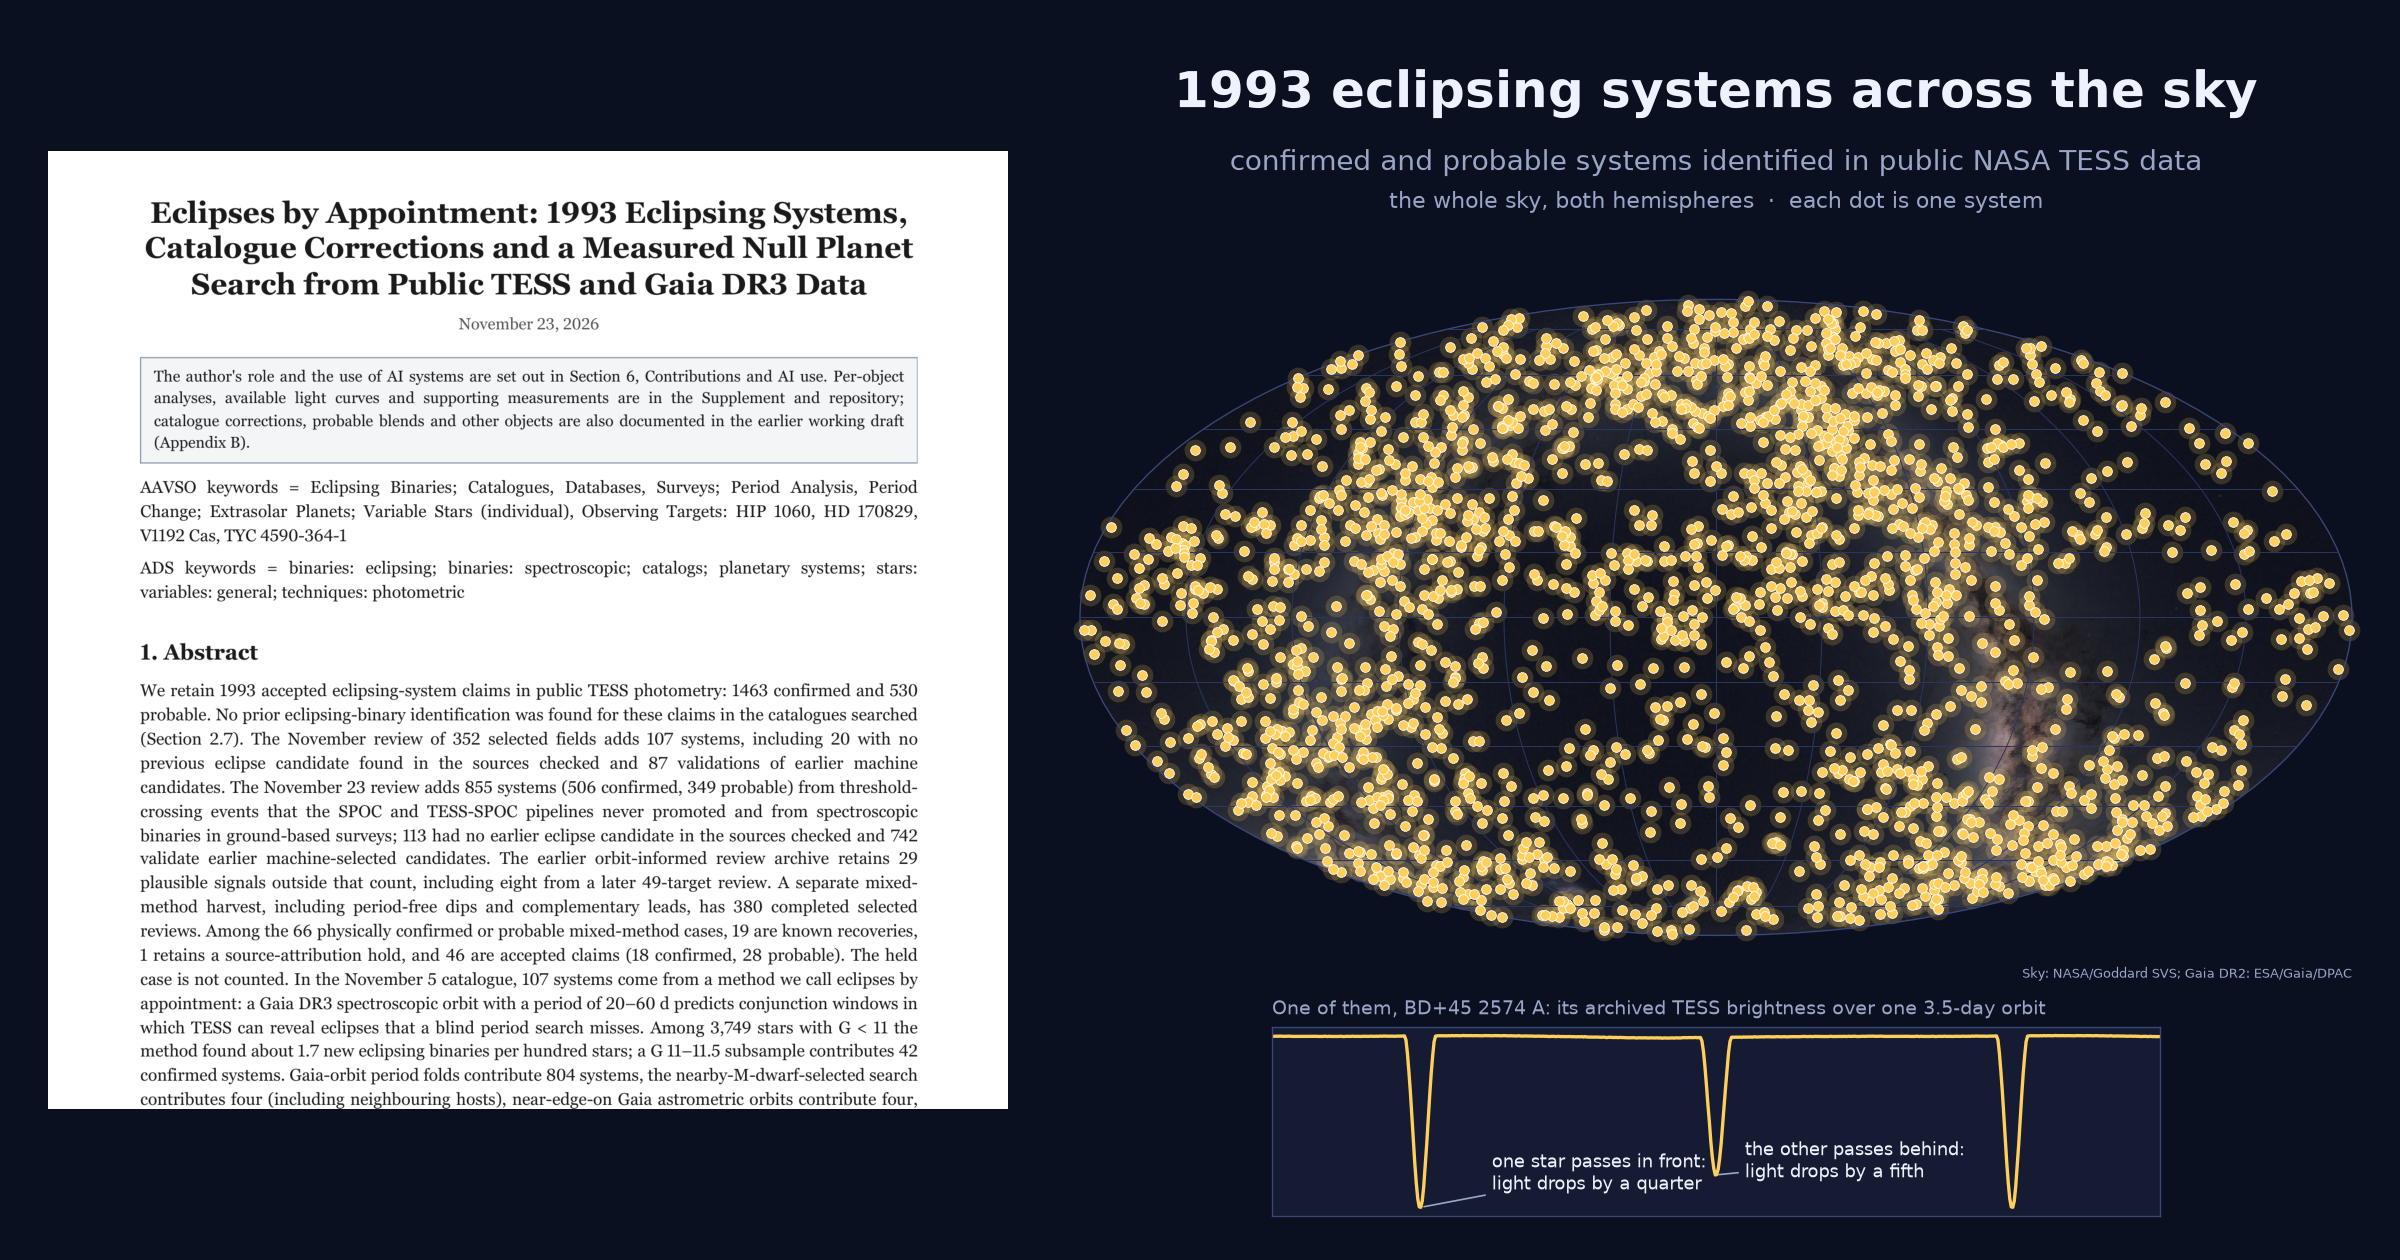 Eclipses by Appointment: 1993 Eclipsing Systems,
Catalogue Corrections and a Measured Null Planet
Search from Public TESS and Gaia DR3 Data
November 23, 2026
The author's role and the use of AI systems are set out in Section 6, Contributions and AI use. Per-object
analyses, available light curves and supporting measurements are in the Supplement and repository;
catalogue corrections, probable blends and other objects are also documented in the earlier working draft
(Appendix B).
AAVSO keywords = Eclipsing Binaries; Catalogues, Databases, Surveys; Period Analysis, Period
Change; Extrasolar Planets; Variable Stars (individual), Observing Targets: HIP 1060, HD 170829,
V1192 Cas, TYC 4590-364-1
ADS keywords = binaries: eclipsing; binaries: spectroscopic; catalogs; planetary systems; stars:
variables: general; techniques: photometric
1. Abstract
We retain 1993 accepted eclipsing-system claims in public TESS photometry: 1463 confirmed and 530
probable. No prior eclipsing-binary identification was found for these claims in the catalogues searched
(Section 2.7). The November review of 352 selected fields adds 107 systems, including 20 with no
previous eclipse candidate found in the sources checked and 87 validations of earlier machine
candidates. The November 23 review adds 855 systems (506 confirmed, 349 probable) from threshold-
crossing events that the SPOC and TESS-SPOC pipelines never promoted and from spectroscopic
binaries in ground-based surveys; 113 had no earlier eclipse candidate in the sources checked and 742
validate earlier machine-selected candidates. The earlier orbit-informed review archive retains 29
plausible signals outside that count, including eight from a later 49-target review. A separate mixed-
method harvest, including period-free dips and complementary leads, has 380 completed selected
reviews. Among the 66 physically confirmed or probable mixed-method cases, 19 are known recoveries,
1 retains a source-attribution hold, and 46 are accepted claims (18 confirmed, 28 probable). The held
case is not counted. In the November 5 catalogue, 107 systems come from a method we call eclipses by
appointment: a Gaia DR3 spectroscopic orbit with a period of 20–60 d predicts conjunction windows in
which TESS can reveal eclipses that a blind period search misses. Among 3,749 stars with G < 11 the
method found about 1.7 new eclipsing binaries per hundred stars; a G 11–11.5 subsample contributes 42
confirmed systems. Gaia-orbit period folds contribute 804 systems, the nearby-M-dwarf-selected search
contributes four (including neighbouring hosts), near-edge-on Gaia astrometric orbits contribute four,
1993 eclipsing systems across the sky
confirmed and probable systems identified in public NASA TESS data
the whole sky, both hemispheres · each dot is one system
Sky: NASA/Goddard SVS; Gaia DR2: ESA/Gaia/DPAC
One of them, BD+45 2574 A: its archived TESS brightness over one 3.5-day orbit
one star passes in front:
light drops by a quarter
the other passes behind:
light drops by a fifth